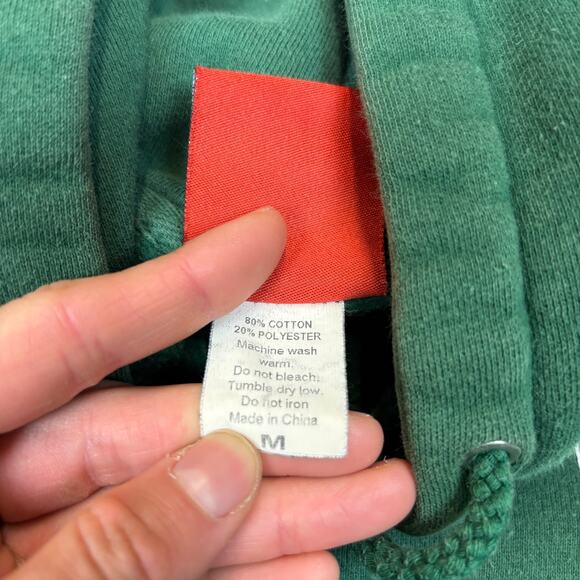 80% COTTON
20% POLYESTER
Machine wash
warm.
Do not bleach.
Tumble dry low.
Do not iron
Made in China
M